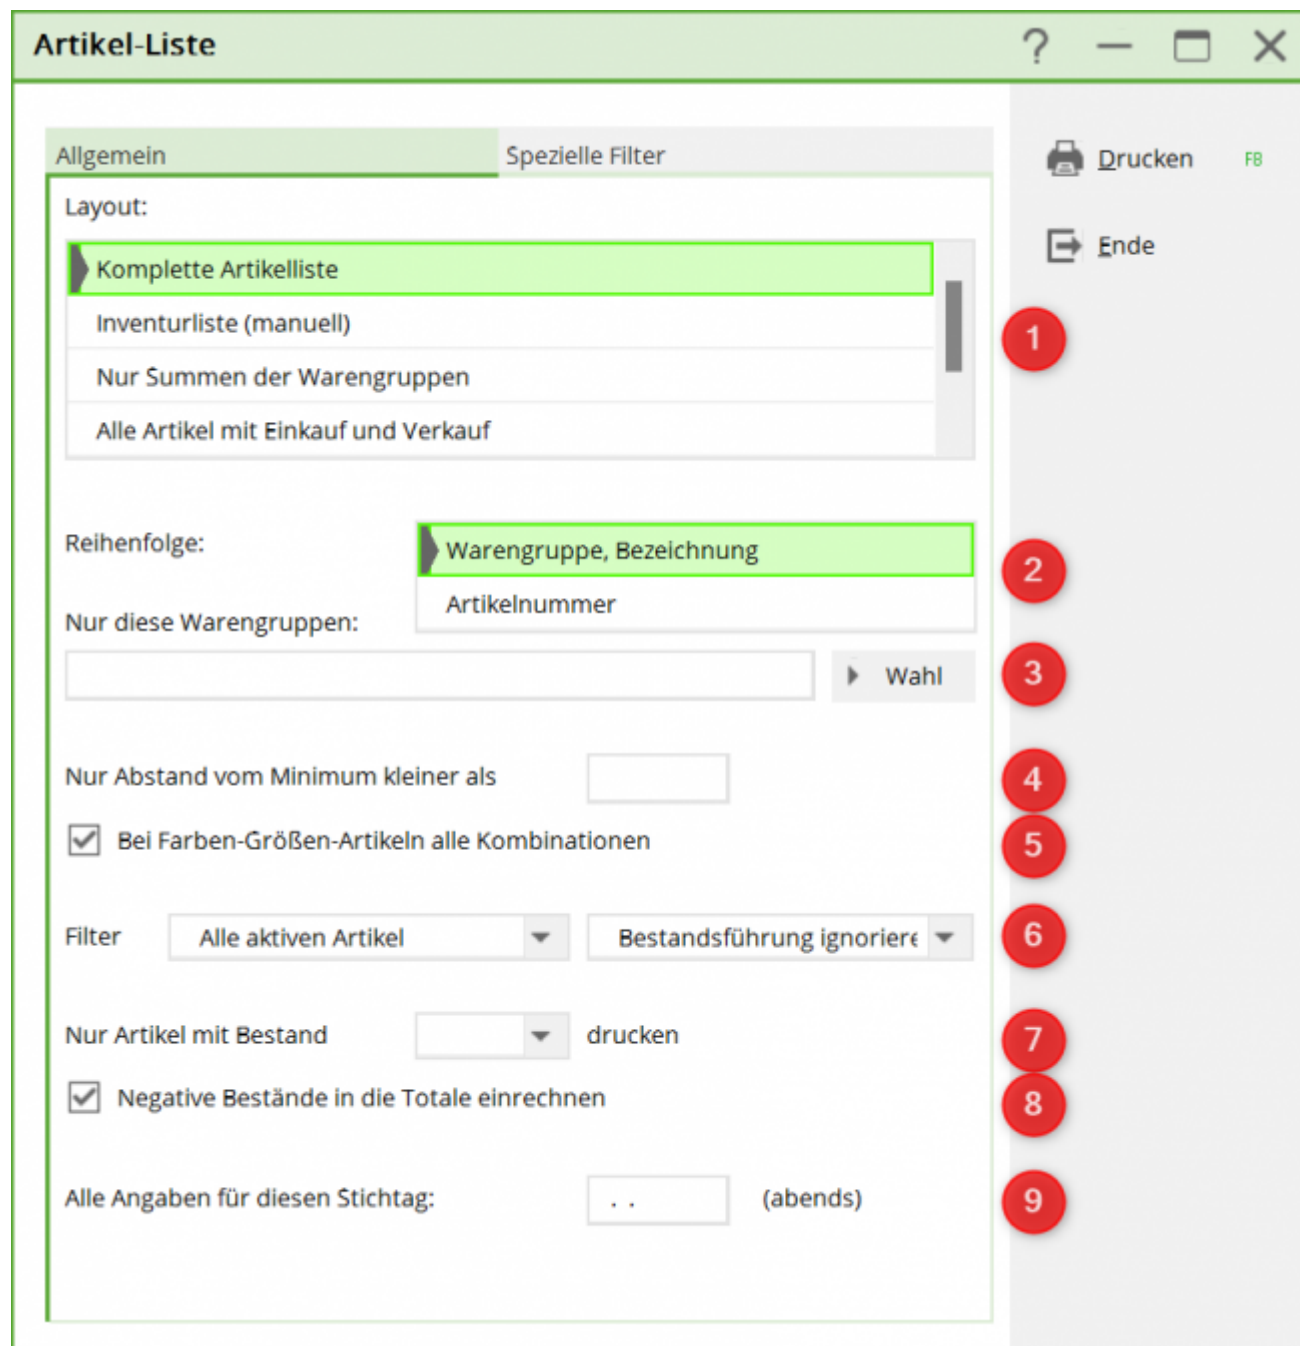 Artikel-Liste
Allgemein
Spezielle Filter
Drucken F8
Layout:
Ende
Komplette Artikelliste
Inventurliste (manuell)
1
Nur Summen der Warengruppen
Alle Artikel mit Einkauf und Verkauf
Reihenfolge:
Warengruppe, Bezeichnung
2
Artikelnummer
Nur diese Warengruppen:
Wahl
3
Nur Abstand vom Minimum kleiner als
4
Bei Farben-Größen-Artikeln alle Kombinationen
5
Filter
Alle aktiven Artikel
Bestandsführung ignoriere
6
Nur Artikel mit Bestand
drucken
7
Negative Bestände in die Totale einrechnen
8
Alle Angaben für diesen Stichtag:
. .
(abends)
9